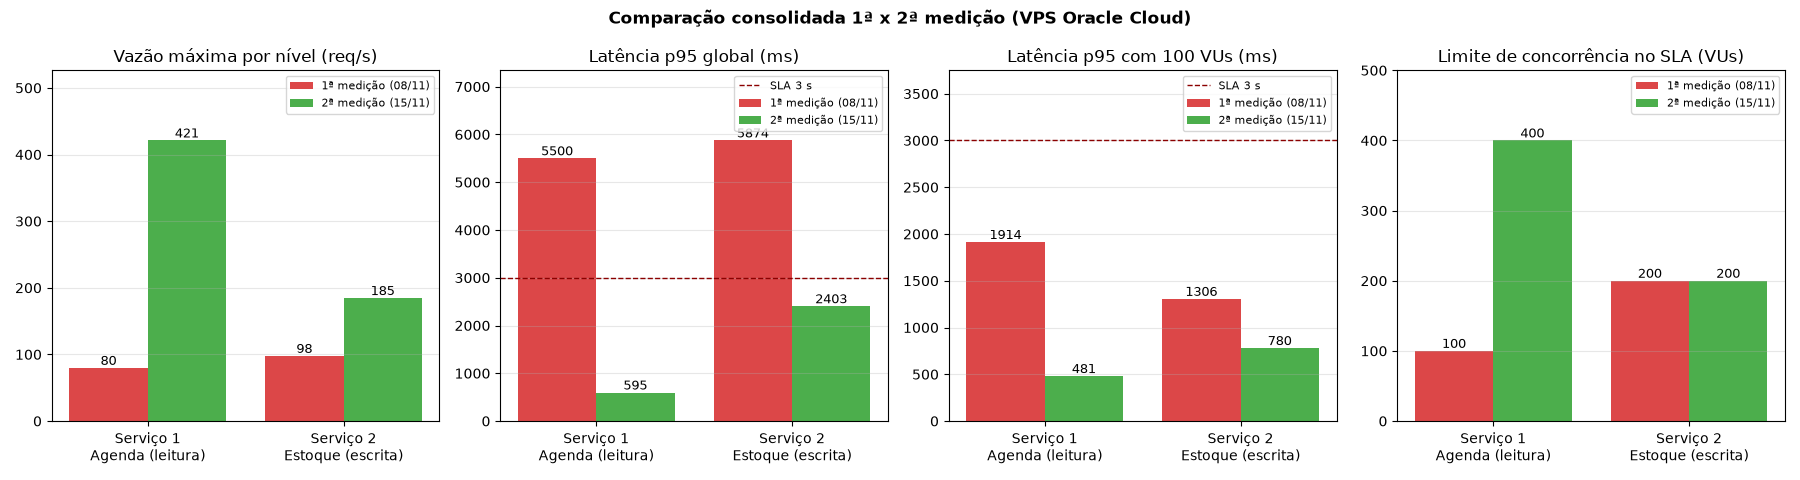 Comparação consolidada 1ª x 2ª medição (VPS Oracle Cloud)
Vazão máxima por nível (req/s)
1ª medição (08/11)
2ª medição (15/11)
500
400
300
200
100
0
421
185
98
80
Serviço 1
Agenda (leitura)
Serviço 2
Estoque (escrita)
Latência p95 global (ms)
SLA 3 s
1ª medição (08/11)
2ª medição (15/11)
7000
6000
5000
4000
3000
2000
1000
0
5500
5874
595
2403
Serviço 1
Agenda (leitura)
Serviço 2
Estoque (escrita)
Latência p95 com 100 VUs (ms)
SLA 3 s
1ª medição (08/11)
2ª medição (15/11)
3500
3000
2500
2000
1500
1000
500
0
1914
481
1306
780
Serviço 1
Agenda (leitura)
Serviço 2
Estoque (escrita)
Limite de concorrência no SLA (VUs)
1ª medição (08/11)
2ª medição (15/11)
500
400
300
200
100
0
100
400
200
200
Serviço 1
Agenda (leitura)
Serviço 2
Estoque (escrita)